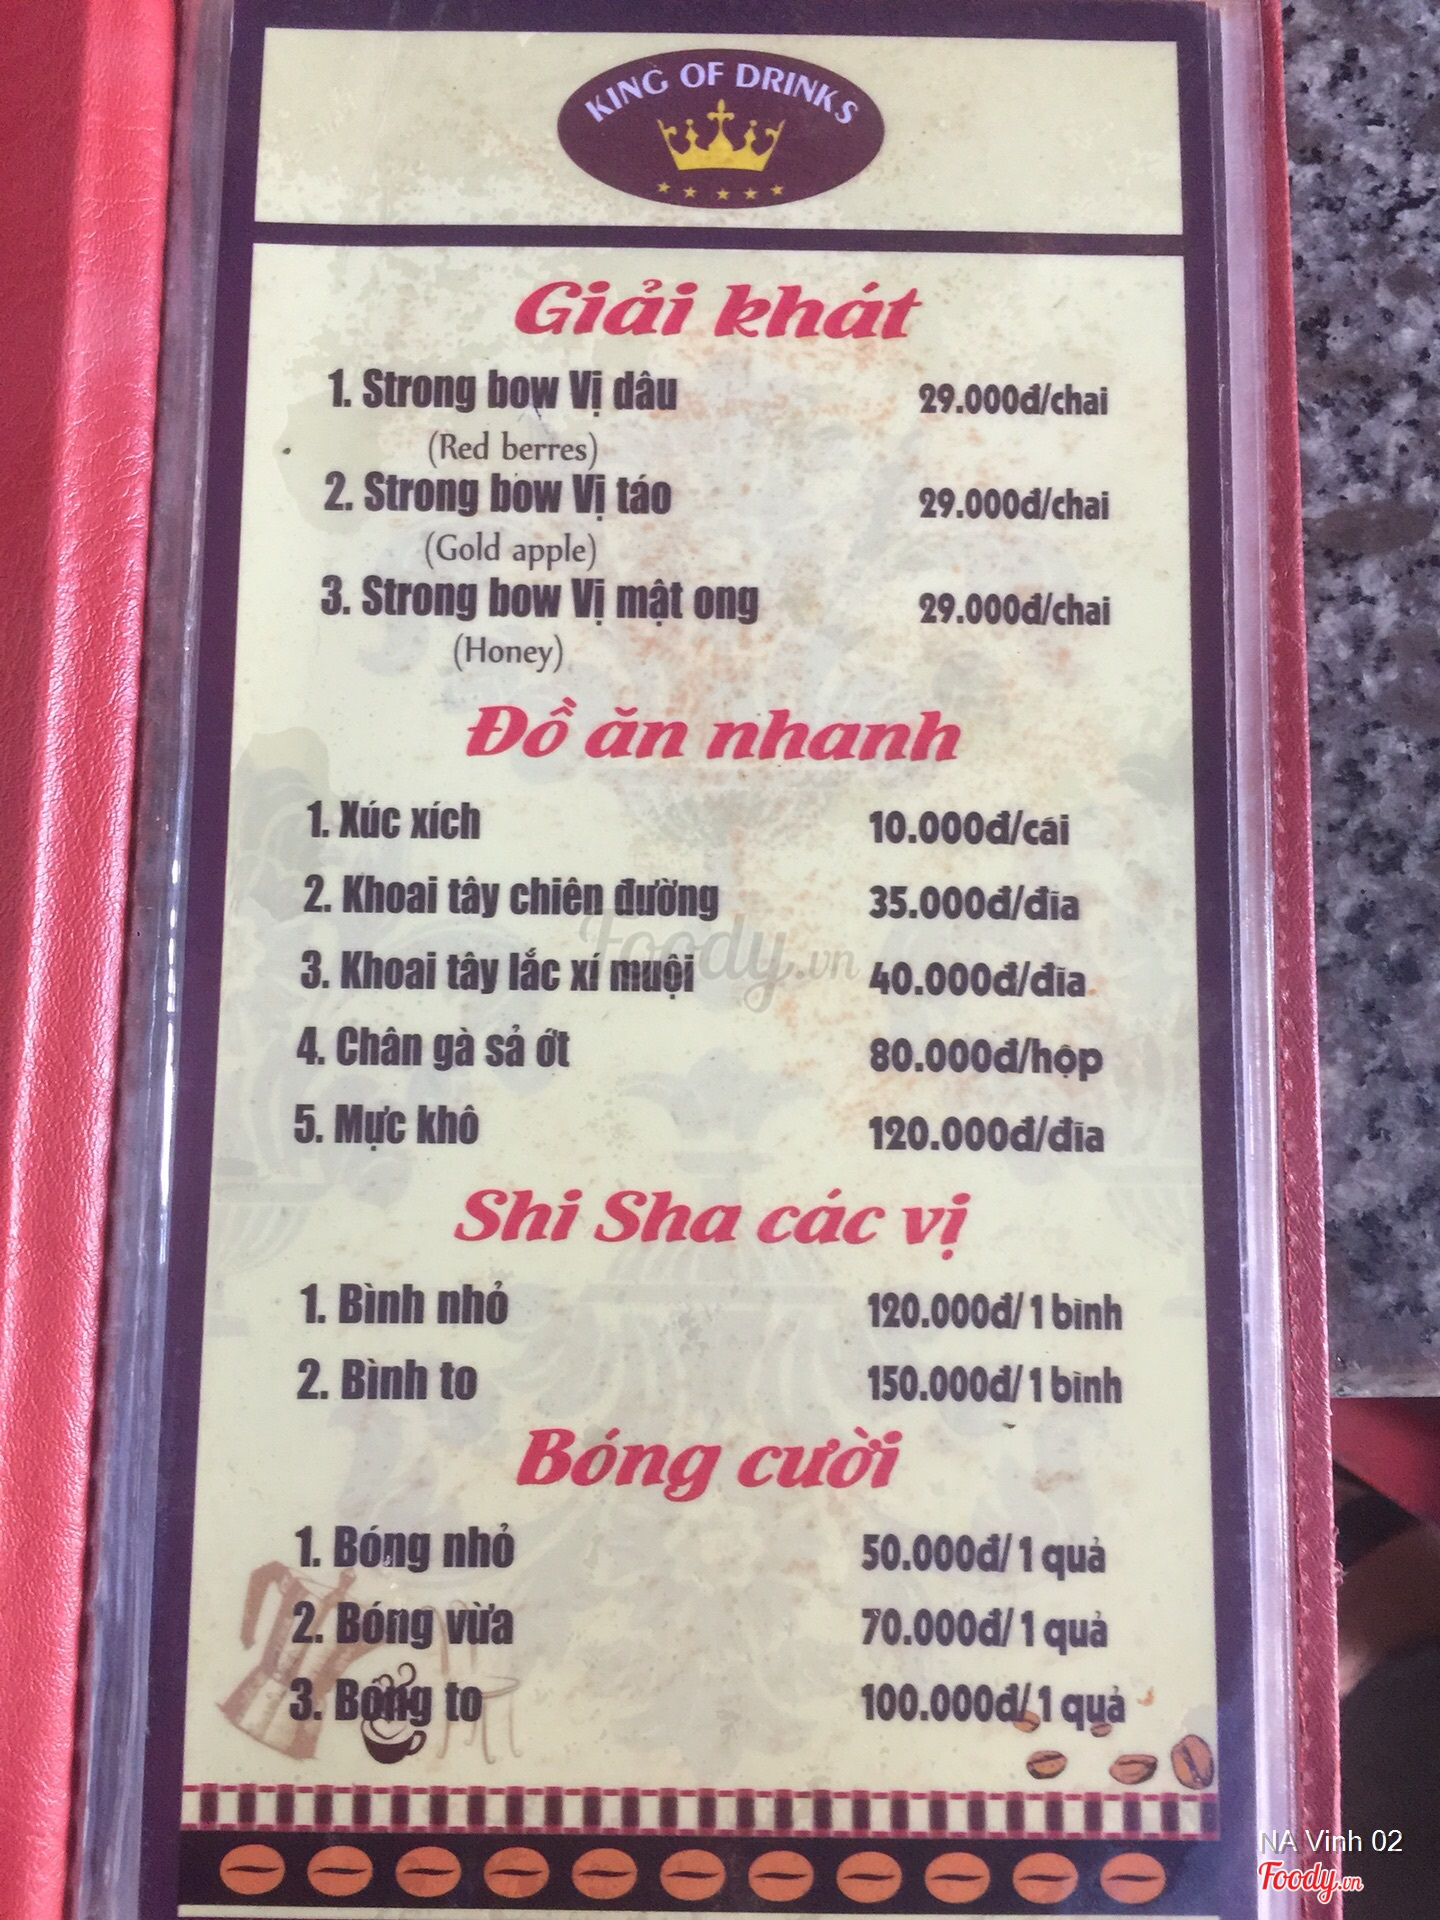 KING OF DRINKS
Giải khát
1. Strong bow Vị dâu 29.000đ/chai
(Red berres)
2. Strong bow Vị táo 29.000đ/chai
(Gold apple)
3. Strong bow Vị mật ong 29.000đ/chai
(Honey)
Đồ ăn nhanh
1. Xúc xích 10.000đ/cái
2. Khoai tây chiên đường 35.000đ/đĩa
3. Khoai tây lắc xí muội 40.000đ/đĩa
4. Chân gà sả ớt 80.000đ/hộp
5. Mực khô 120.000đ/đĩa
Foody.vn
Shi Sha các vị
1. Bình nhỏ 120.000đ/ 1 bình
2. Bình to 150.000đ/ 1 bình
Bóng cười
1. Bóng nhỏ 50.000đ/ 1 quả
2. Bóng vừa 70.000đ/ 1 quả
3. Bóng to 100.000đ/ 1 quả
NA Vinh 02
Foody.vn